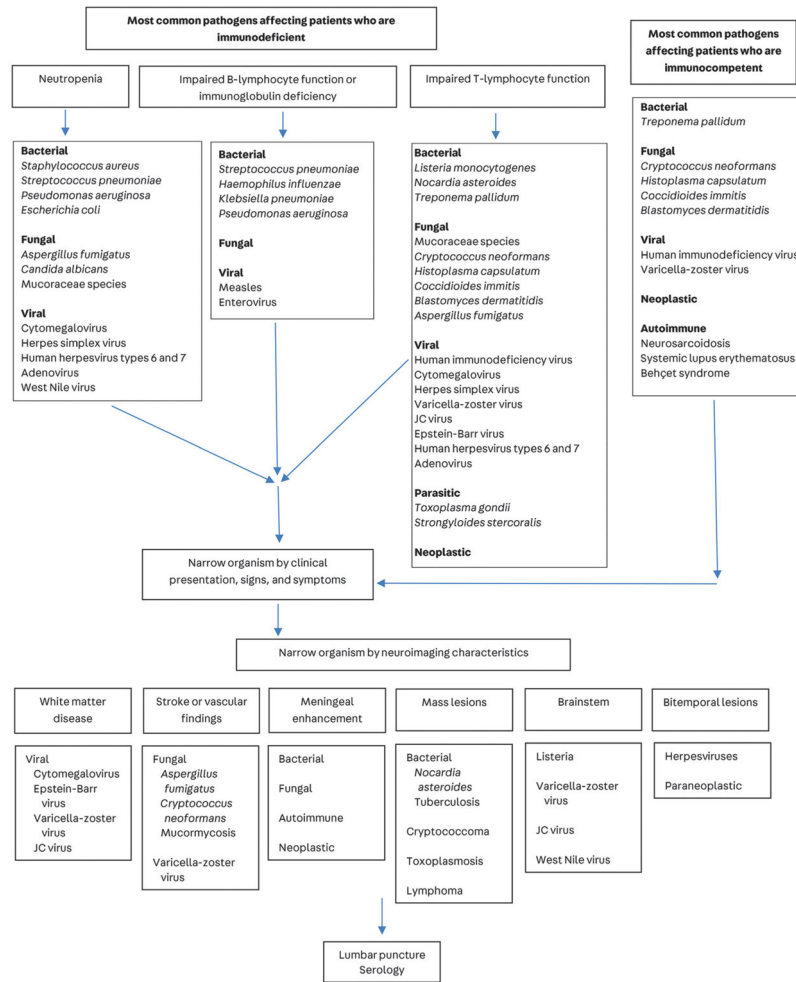 Most common pathogens affecting patients who are
immunodeficient
Most common pathogens
affecting patients who are
immunocompetent
Neutropenia
Impaired B-lymphocyte function or
immunoglobulin deficiency
Impaired T-lymphocyte function
Bacterial
Staphylococcus aureus
Streptococcus pneumoniae
Pseudomonas aeruginosa
Escherichia coli
Fungal
Aspergillus fumigatus
Candida albicans
Mucoraceae species
Viral
Cytomegalovirus
Herpes simplex virus
Human herpesvirus types 6 and 7
Adenovirus
West Nile virus
Bacterial
Streptococcus pneumoniae
Haemophilus influenzae
Klebsiella pneumoniae
Pseudomonas aeruginosa
Fungal
Viral
Measles
Enterovirus
Bacterial
Listeria monocytogenes
Nocardia asteroides
Treponema pallidum
Fungal
Mucoraceae species
Cryptococcus neoformans
Histoplasma capsulatum
Coccidioides immitis
Blastomyces dermatitidis
Aspergillus fumigatus
Viral
Human immunodeficiency virus
Cytomegalovirus
Herpes simplex virus
Varicella-zoster virus
JC virus
Epstein-Barr virus
Human herpesvirus types 6 and 7
Adenovirus
Parasitic
Toxoplasma gondii
Strongyloides stercoralis
Neoplastic
Bacterial
Treponema pallidum
Fungal
Cryptococcus neoformans
Histoplasma capsulatum
Coccidioides immitis
Blastomyces dermatitidis
Viral
Human immunodeficiency virus
Varicella-zoster virus
Neoplastic
Autoimmune
Neurosarcoidosis
Systemic lupus erythematosus
Behçet syndrome
Narrow organism by clinical
presentation, signs, and symptoms
Narrow organism by neuroimaging characteristics
White matter
disease
Stroke or vascular
findings
Meningeal
enhancement
Mass lesions
Brainstem
Bitemporal lesions
Viral
Cytomegalovirus
Epstein-Barr
virus
Varicella-zoster
virus
JC virus
Fungal
Aspergillus
fumigatus
Cryptococcus
neoformans
Mucormycosis
Varicella-zoster
virus
Bacterial
Fungal
Autoimmune
Neoplastic
Bacterial
Nocardia
asteroides
Tuberculosis
Cryptococcoma
Toxoplasmosis
Lymphoma
Listeria
Varicella-zoster
virus
JC virus
West Nile virus
Herpesviruses
Paraneoplastic
Lumbar puncture
Serology